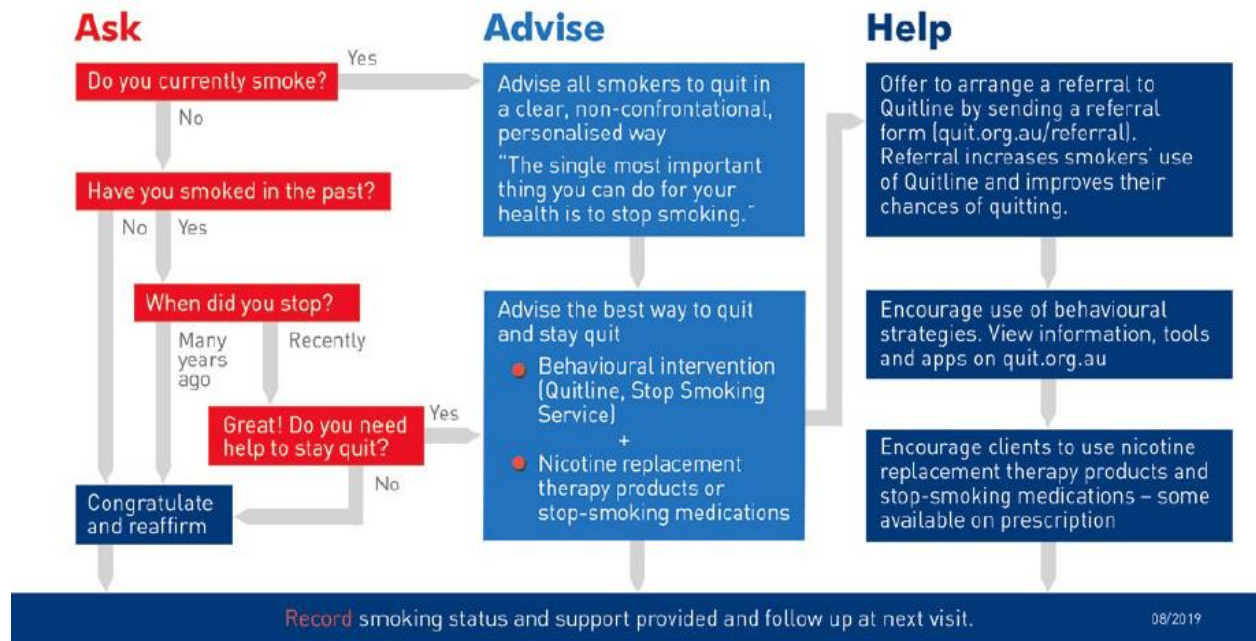 Ask
Do you currently smoke?
Yes
No
Have you smoked in the past?
No
Yes
When did you stop?
Many
years
ago
Recently
Great! Do you need
help to stay quit?
Yes
No
Congratulate
and reaffirm
Advise
Advise all smokers to quit in
a clear, non-confrontational,
personalised way
"The single most important
thing you can do for your
health is to stop smoking."
Advise the best way to quit
and stay quit
Behavioural intervention
(Quitline, Stop Smoking
Service)
+
Nicotine replacement
therapy products or
stop-smoking medications
Help
Offer to arrange a referral to
Quitline by sending a referral
form (quit.org.au/referral).
Referral increases smokers' use
of Quitline and improves their
chances of quitting.
Encourage use of behavioural
strategies. View information, tools
and apps on quit.org.au
Encourage clients to use nicotine
replacement therapy products and
stop-smoking medications – some
available on prescription
Record smoking status and support provided and follow up at next visit.
08/2019